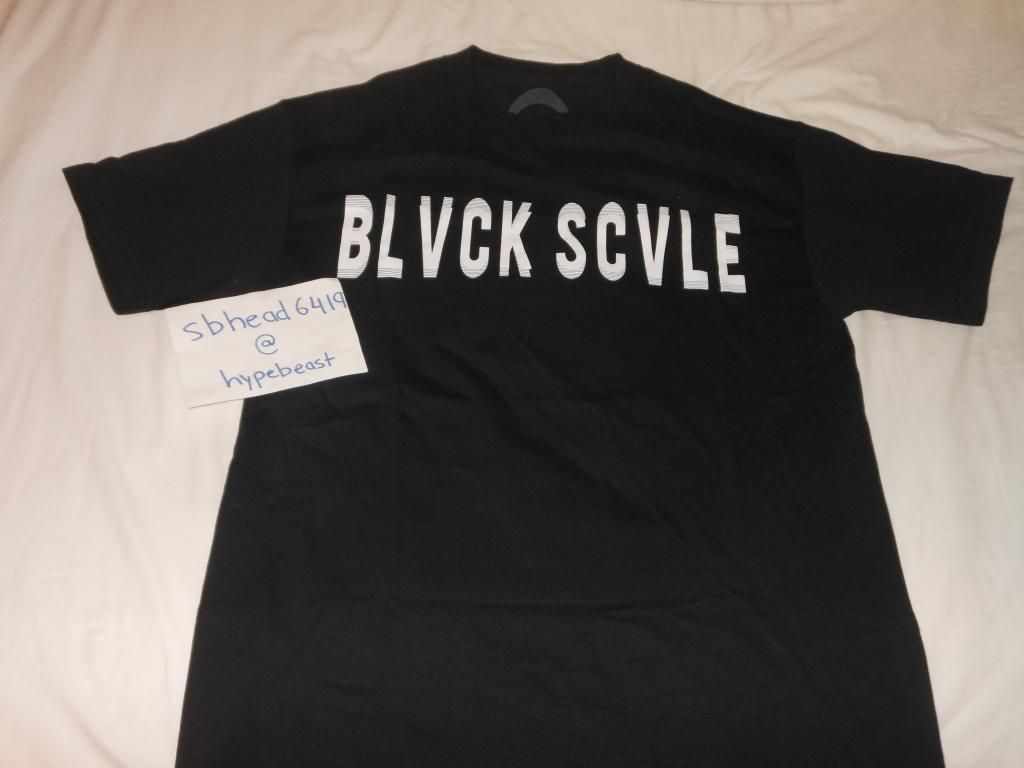 BLVCK SCVLE
sbhead6419
@
hypebeast